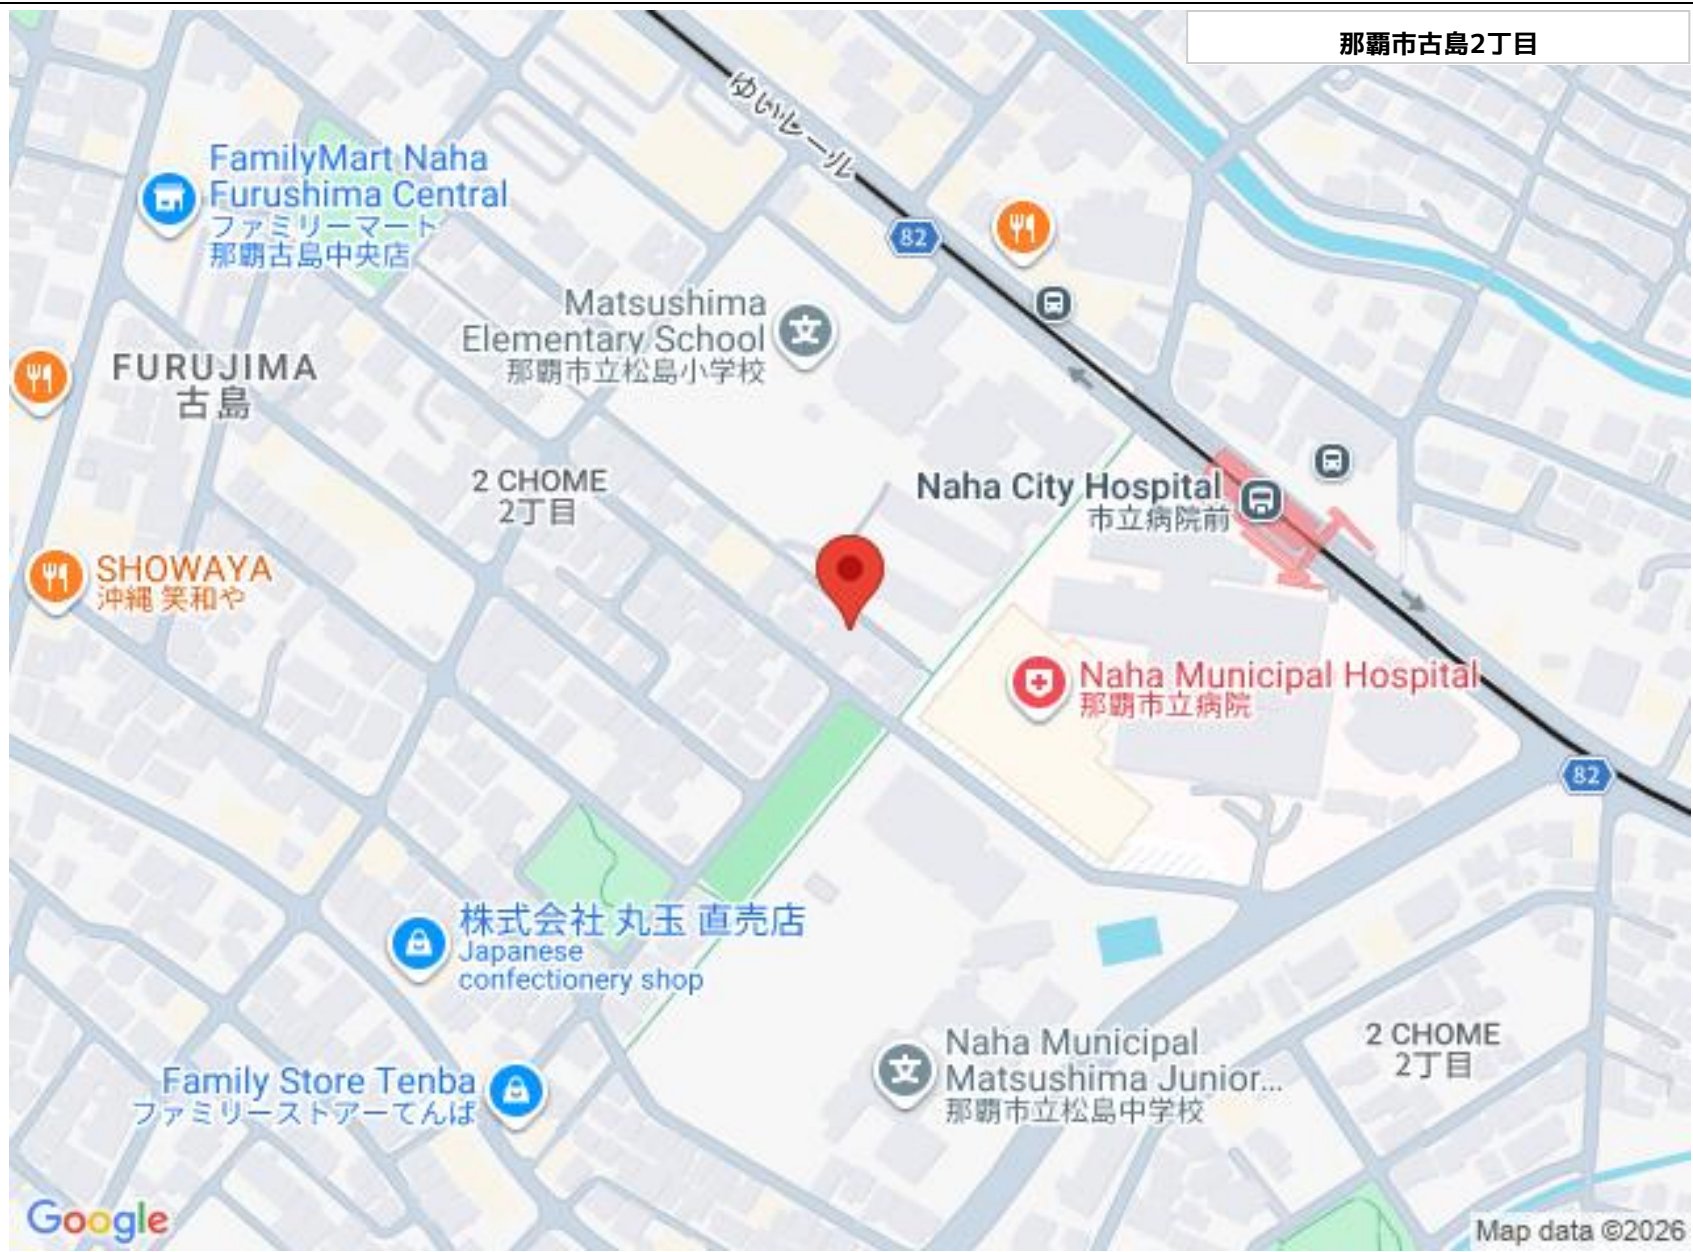 那覇市古島2丁目
ゆいレール
FamilyMart Naha
Furushima Central
ファミリーマート
那覇古島中央店
82
Matsushima
Elementary School
那覇市立松島小学校
FURUJIMA
古島
2 CHOME
2丁目
Naha City Hospital
市立病院前
SHOWAYA
沖縄 笑和や
Naha Municipal Hospital
那覇市立病院
82
株式会社 丸玉 直売店
Japanese
confectionery shop
Naha Municipal
Matsushima Junior...
那覇市立松島中学校
2 CHOME
2丁目
Family Store Tenba
ファミリーストアーてんば
Google
Map data ©2026